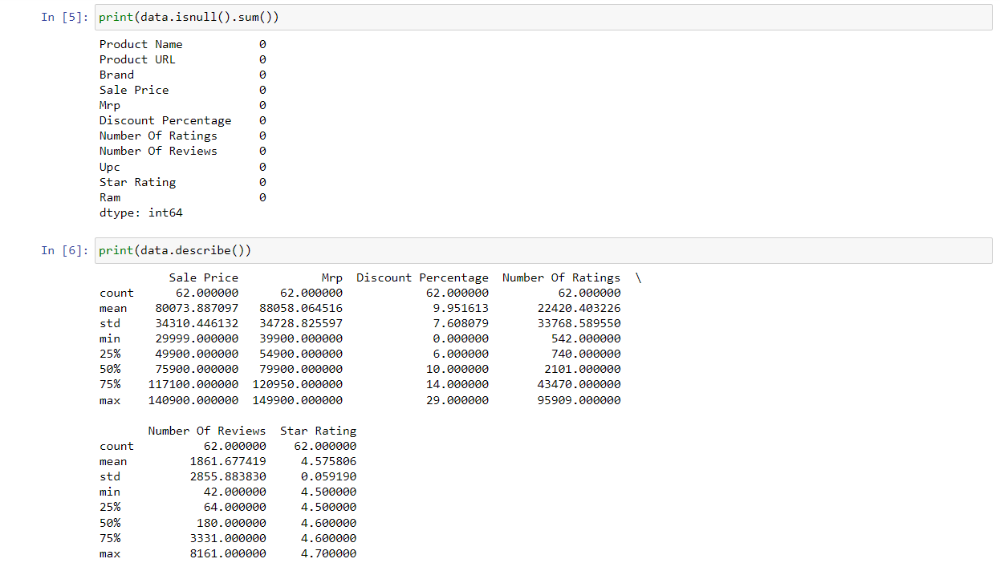 In [5]: print(data.isnull().sum())
Product Name 0
Product URL 0
Brand 0
Sale Price 0
Mrp 0
Discount Percentage 0
Number Of Ratings 0
Number Of Reviews 0
Upc 0
Star Rating 0
Ram 0
dtype: int64
In [6]: print(data.describe())
Sale Price Mrp Discount Percentage Number Of Ratings \
count 62.000000 62.000000 62.000000 62.000000
mean 80073.887097 88058.064516 9.951613 22420.403226
std 34310.446132 34728.825597 7.608079 33768.589550
min 29999.000000 39900.000000 0.000000 542.000000
25% 49900.000000 54900.000000 6.000000 740.000000
50% 75900.000000 79900.000000 10.000000 2101.000000
75% 117100.000000 120950.000000 14.000000 43470.000000
max 140900.000000 149900.000000 29.000000 95909.000000
Number Of Reviews Star Rating
count 62.000000 62.000000
mean 1861.677419 4.575806
std 2855.883830 0.059190
min 42.000000 4.500000
25% 64.000000 4.500000
50% 180.000000 4.600000
75% 3331.000000 4.600000
max 8161.000000 4.700000